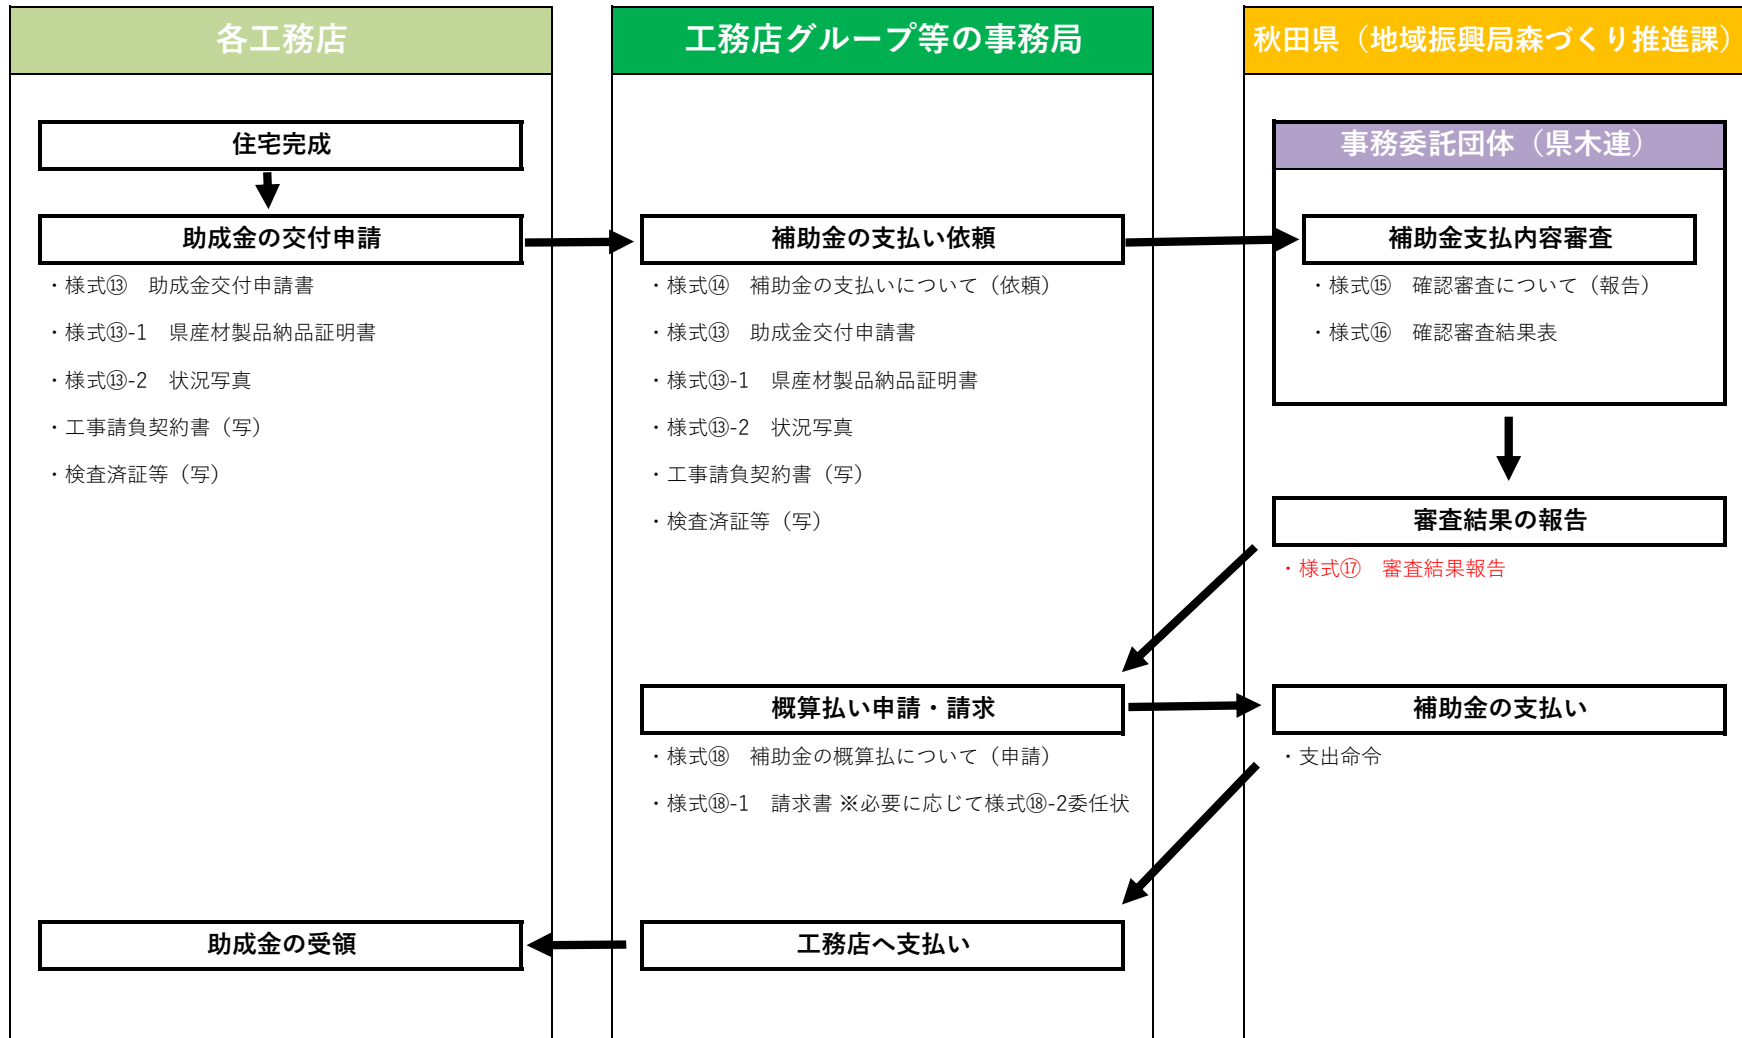 各工務店
住宅完成
助成金の交付申請
・様式⑬　助成金交付申請書
・様式⑬-1　県産材製品納品証明書
・様式⑬-2　状況写真
・工事請負契約書（写）
・検査済証等（写）
助成金の受領
工務店グループ等の事務局
補助金の支払い依頼
・様式⑭　補助金の支払いについて（依頼）
・様式⑬　助成金交付申請書
・様式⑬-1　県産材製品納品証明書
・様式⑬-2　状況写真
・工事請負契約書（写）
・検査済証等（写）
概算払い申請・請求
・様式⑱　補助金の概算払について（申請）
・様式⑱-1　請求書 ※必要に応じて様式⑱-2委任状
工務店へ支払い
秋田県（地域振興局森づくり推進課）
事務委託団体（県木連）
補助金支払内容審査
・様式⑮　確認審査について（報告）
・様式⑯　確認審査結果表
審査結果の報告
・様式⑰　審査結果報告
補助金の支払い
・支出命令